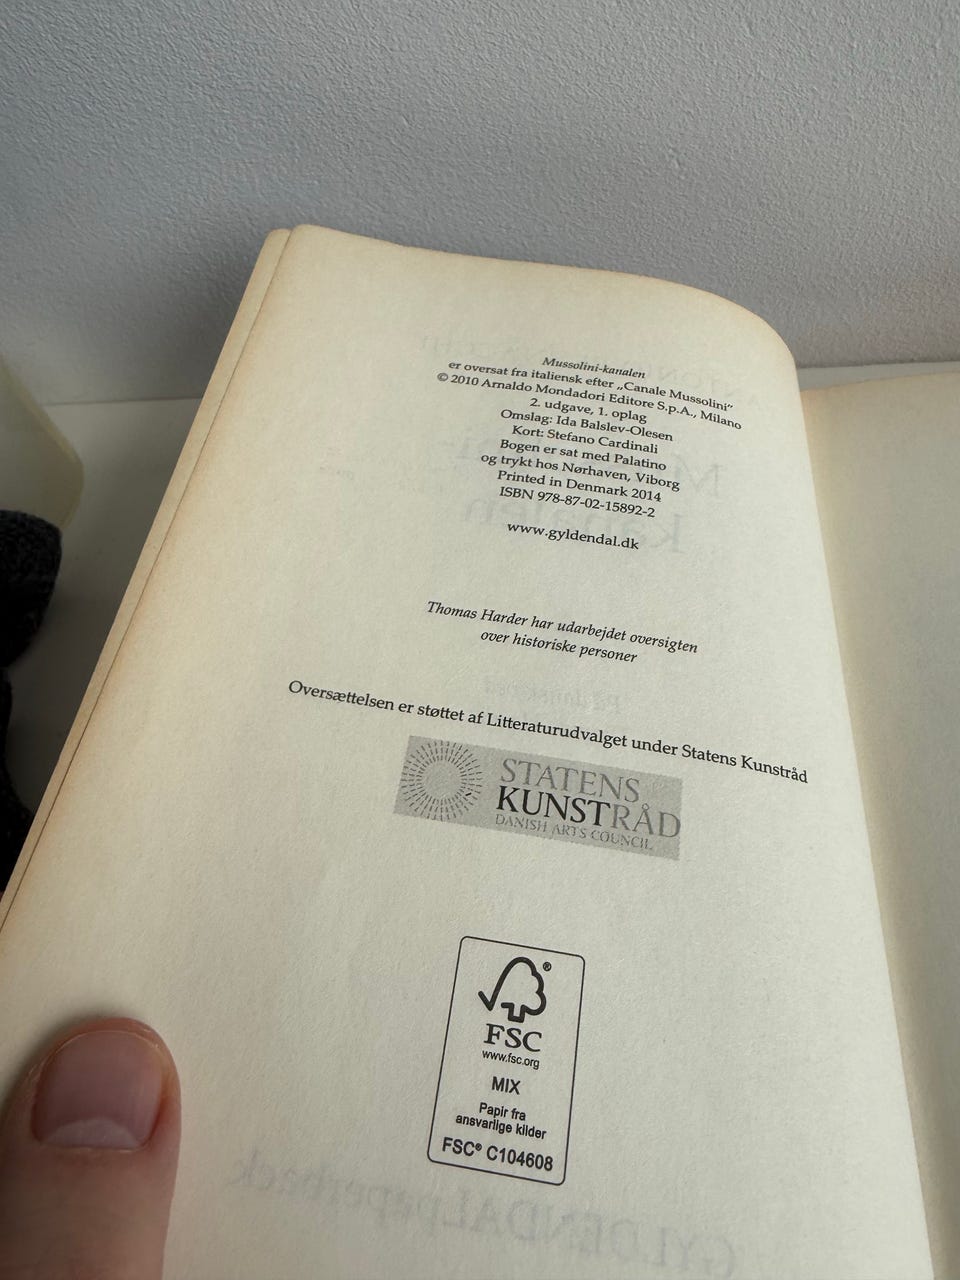 Mussolini-kanalen
er oversat fra italiensk efter „Canale Mussolini“
© 2010 Arnaldo Mondadori Editore S.p.A., Milano
2. udgave, 1. oplag
Omslag: Ida Balslev-Olesen
Kort: Stefano Cardinali
Bogen er sat med Palatino
og trykt hos Nørhaven, Viborg
Printed in Denmark 2014
ISBN 978-87-02-15892-2
www.gyldendal.dk
Thomas Harder har udarbejdet oversigten
over historiske personer
Oversættelsen er støttet af Litteraturudvalget under Statens Kunstråd
STATENS
KUNSTRÅD
DANISH ARTS COUNCIL
®
FSC
www.fsc.org
MIX
Papir fra
ansvarlige kilder
FSC® C104608
GYLDENDALpaperback